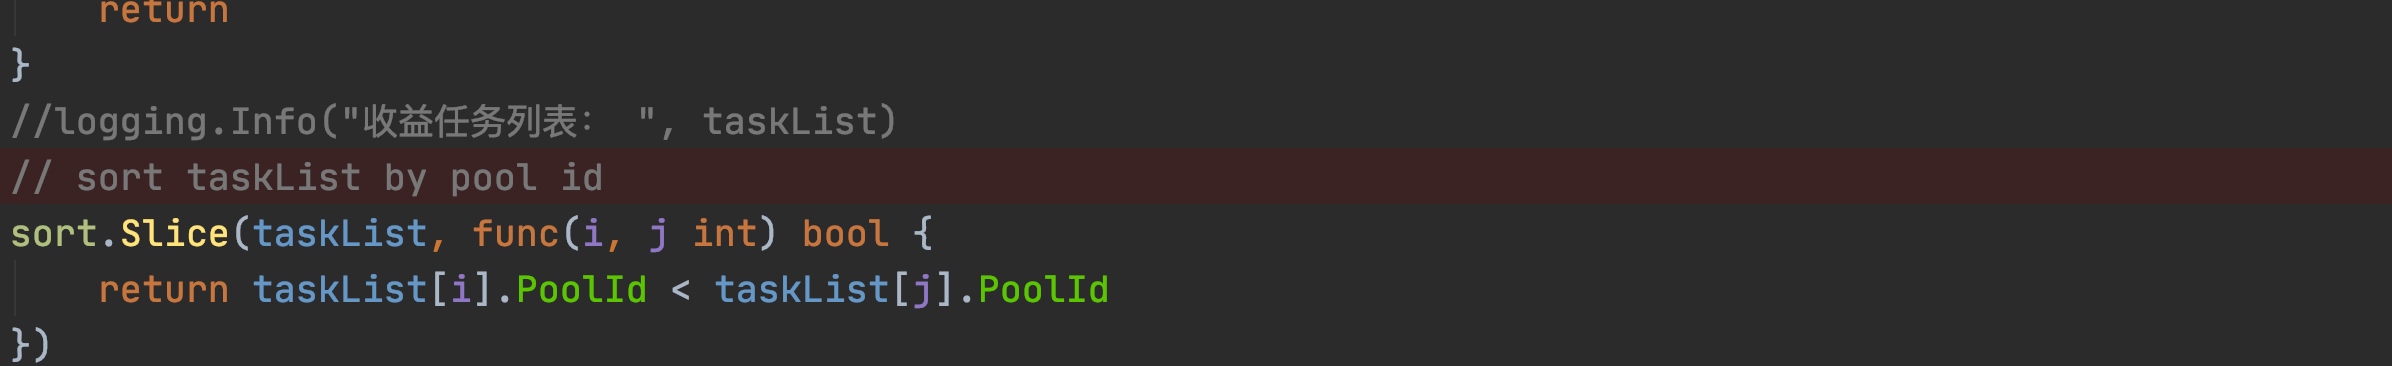 return
}
//logging.Info("收益任务列表： ", taskList)
// sort taskList by pool id
sort.Slice(taskList, func(i, j int) bool {
return taskList[i].PoolId < taskList[j].PoolId
})